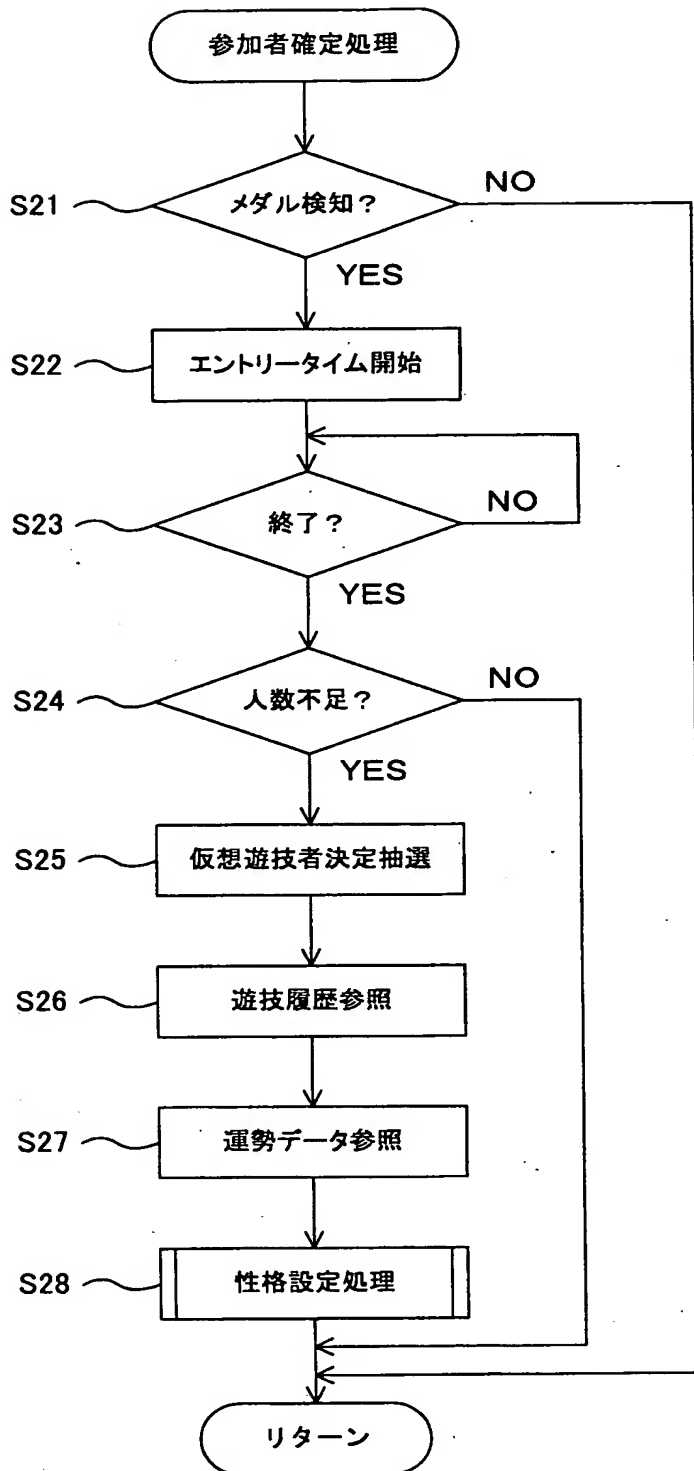 参加者確定処理
S21
メダル検知？
NO
YES
S22
エントリータイム開始
S23
終了？
NO
YES
S24
人数不足？
NO
YES
S25
仮想遊技者決定抽選
S26
遊技履歴参照
S27
運勢データ参照
S28
性格設定処理
リターン